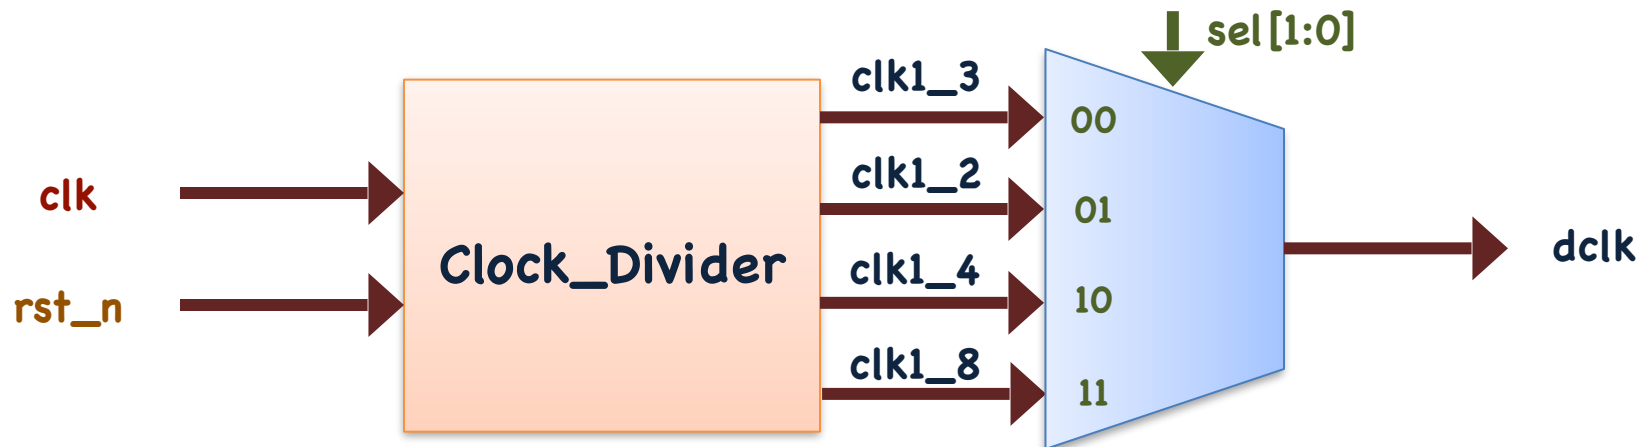 sel[1:0]
clk1_3
00
clk1_2
01
clk
Clock_Divider
dclk
clk1_4
10
rst_n
clk1_8
11